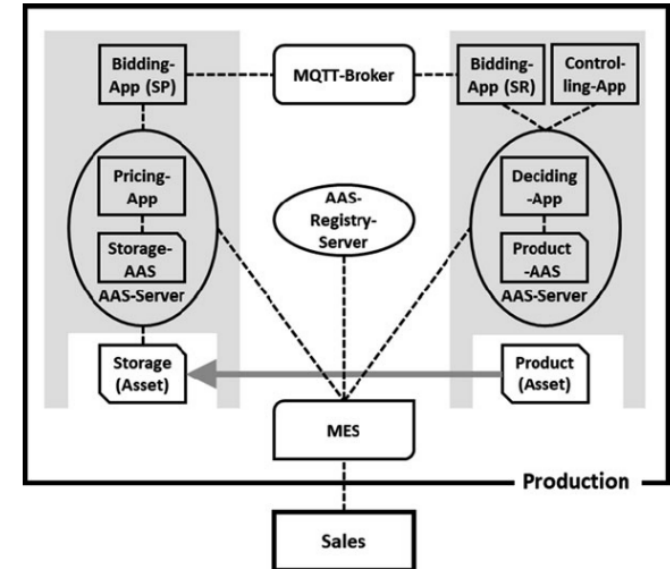 Bidding-
App (SP)
MQTT-Broker
Bidding-
App (SR)
Control-
ling-App
Pricing-
App
Storage-
AAS
AAS-Server
AAS-
Registry-
Server
Deciding
-App
Product
-AAS
AAS-Server
Storage
(Asset)
Product
(Asset)
MES
Production
Sales